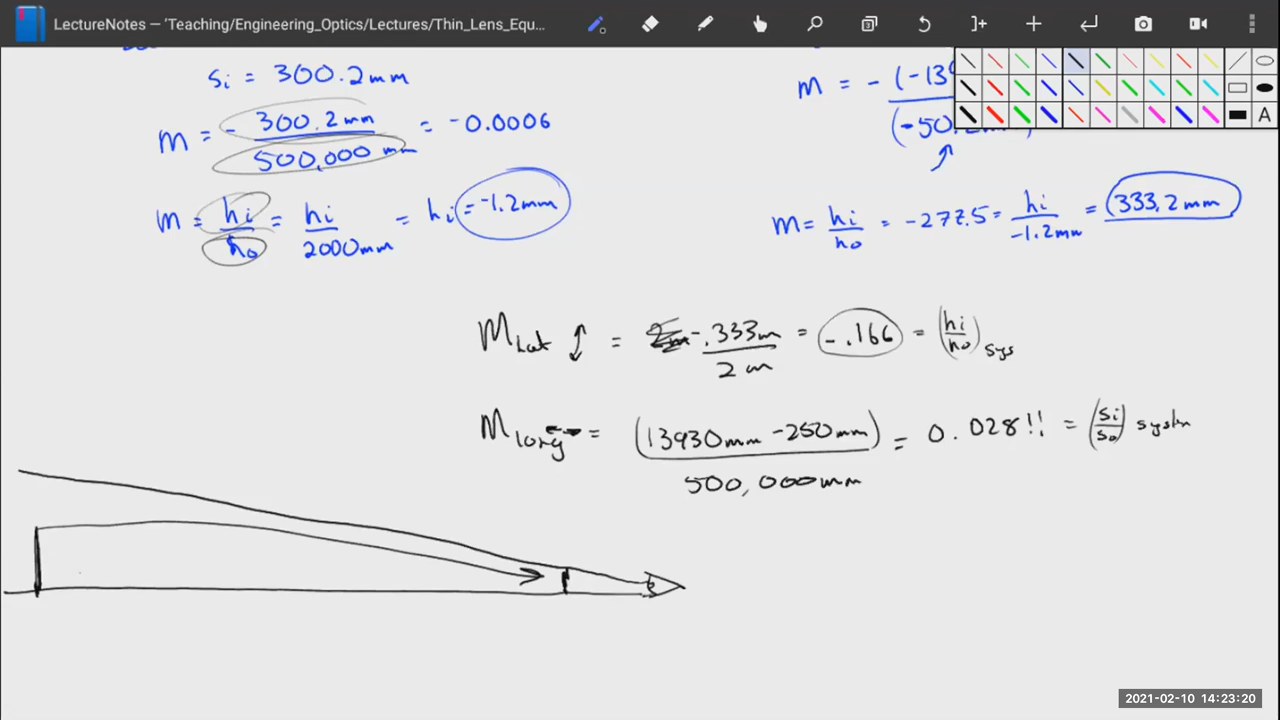 LectureNotes — 'Teaching/Engineering_Optics/Lectures/Thin_Lens_Equ…
A
si = 300.2mm
m = - 300.2mm / 500,000 mm = -0.0006
m = hi/ho = hi / 2000mm = hi = -1.2mm
m = - (-139
(-50.
m = hi/ho = -277.5 = hi / -1.2mm = 333.2mm
Mlat ↕ = -.333m / 2m = -.166 = (hi/ho)sys
Mlong = (13930mm - 250mm) / 500,000mm = 0.028!! = (si/so) system
2021-02-10 14:23:20